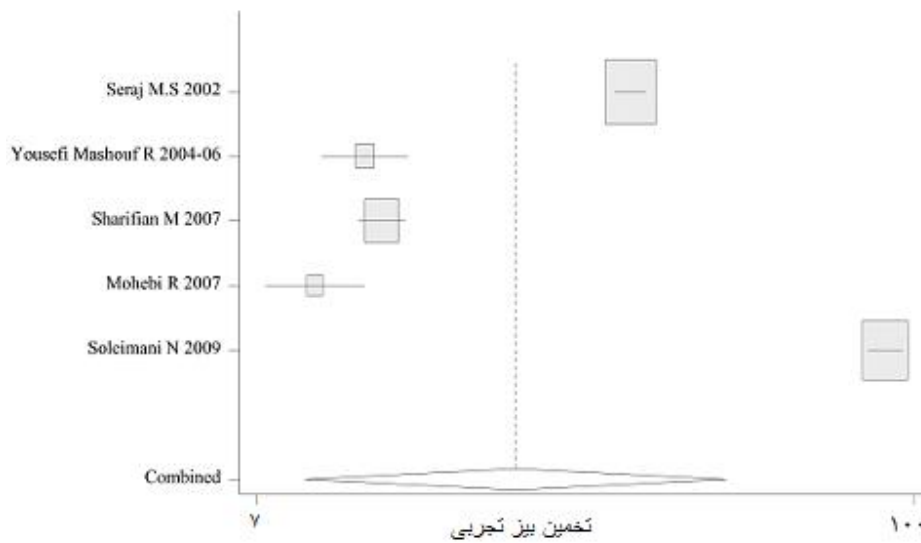 Seraj M.S 2002
Yousefi Mashouf R 2004-06
Sharifian M 2007
Mohebi R 2007
Soleimani N 2009
Combined
۷
۱۰۰
تخمین بیز تجربی